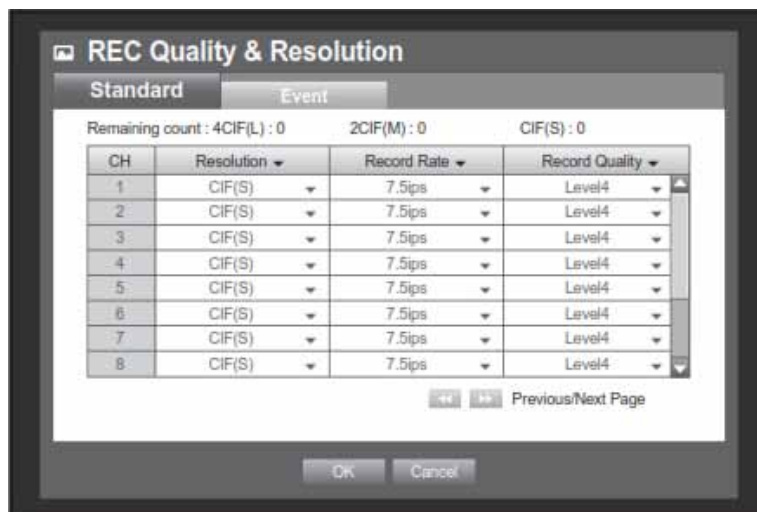 REC Quality & Resolution
Standard Event
Remaining count : 4CIF(L) : 0 2CIF(M) : 0 CIF(S) : 0
CH Resolution Record Rate Record Quality
1 CIF(S) 7.5ips Level4
2 CIF(S) 7.5ips Level4
3 CIF(S) 7.5ips Level4
4 CIF(S) 7.5ips Level4
5 CIF(S) 7.5ips Level4
6 CIF(S) 7.5ips Level4
7 CIF(S) 7.5ips Level4
8 CIF(S) 7.5ips Level4
Previous/Next Page
OK Cancel